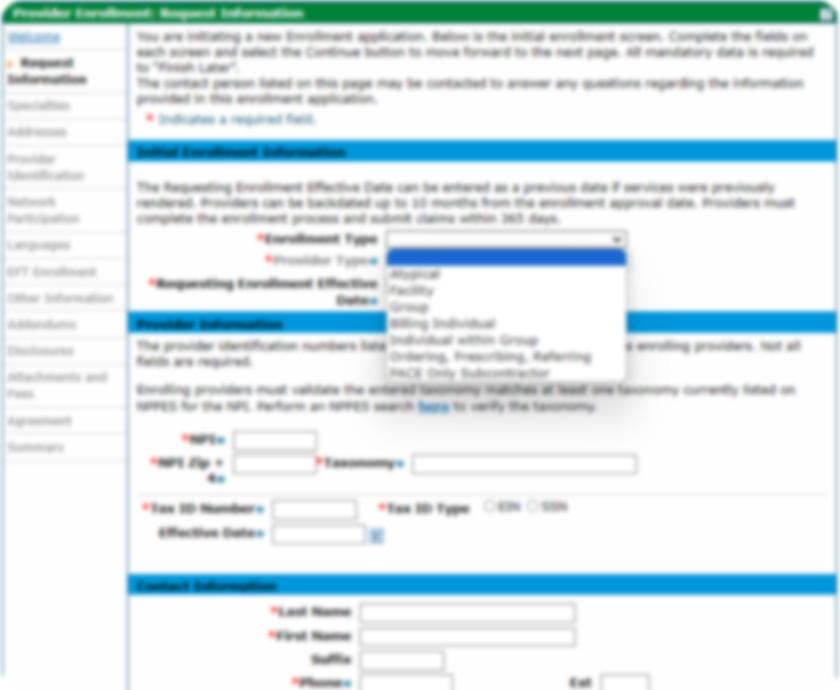 Provider Enrollment: Request Information
Welcome
Request
Information
Specialties
Addresses
Provider
Identification
Network
Participation
Languages
EFT Enrollment
Other Information
Addendums
Disclosures
Attachments and
Fees
Agreement
Summary
You are initiating a new Enrollment application. Below is the initial enrollment screen. Complete the fields on
each screen and select the Continue button to move forward to the next page. All mandatory data is required
to "Finish Later".
The contact person listed on this page may be contacted to answer any questions regarding the information
provided in this enrollment application.
* Indicates a required field.
Initial Enrollment Information
The Requesting Enrollment Effective Date can be entered as a previous date if services were previously
rendered. Providers can be backdated up to 10 months from the enrollment approval date. Providers must
complete the enrollment process and submit claims within 365 days.
*Enrollment Type
*Provider Type
*Requesting Enrollment Effective
Date
Atypical
Facility
Group
Billing Individual
Individual within Group
Ordering, Prescribing, Referring
PACE Only Subcontractor
Provider Information
The provider identification numbers enrolling providers. Not all
fields are required.
Enrolling providers must validate the entered taxonomy matches at least one taxonomy currently listed on
NPPES for the NPI. Perform an NPPES search here to verify the taxonomy.
*NPI
*NPI Zip + *Taxonomy
4
*Tax ID Number *Tax ID Type EIN SSN
Effective Date
Contact Information
*Last Name
*First Name
Suffix
*Phone Ext